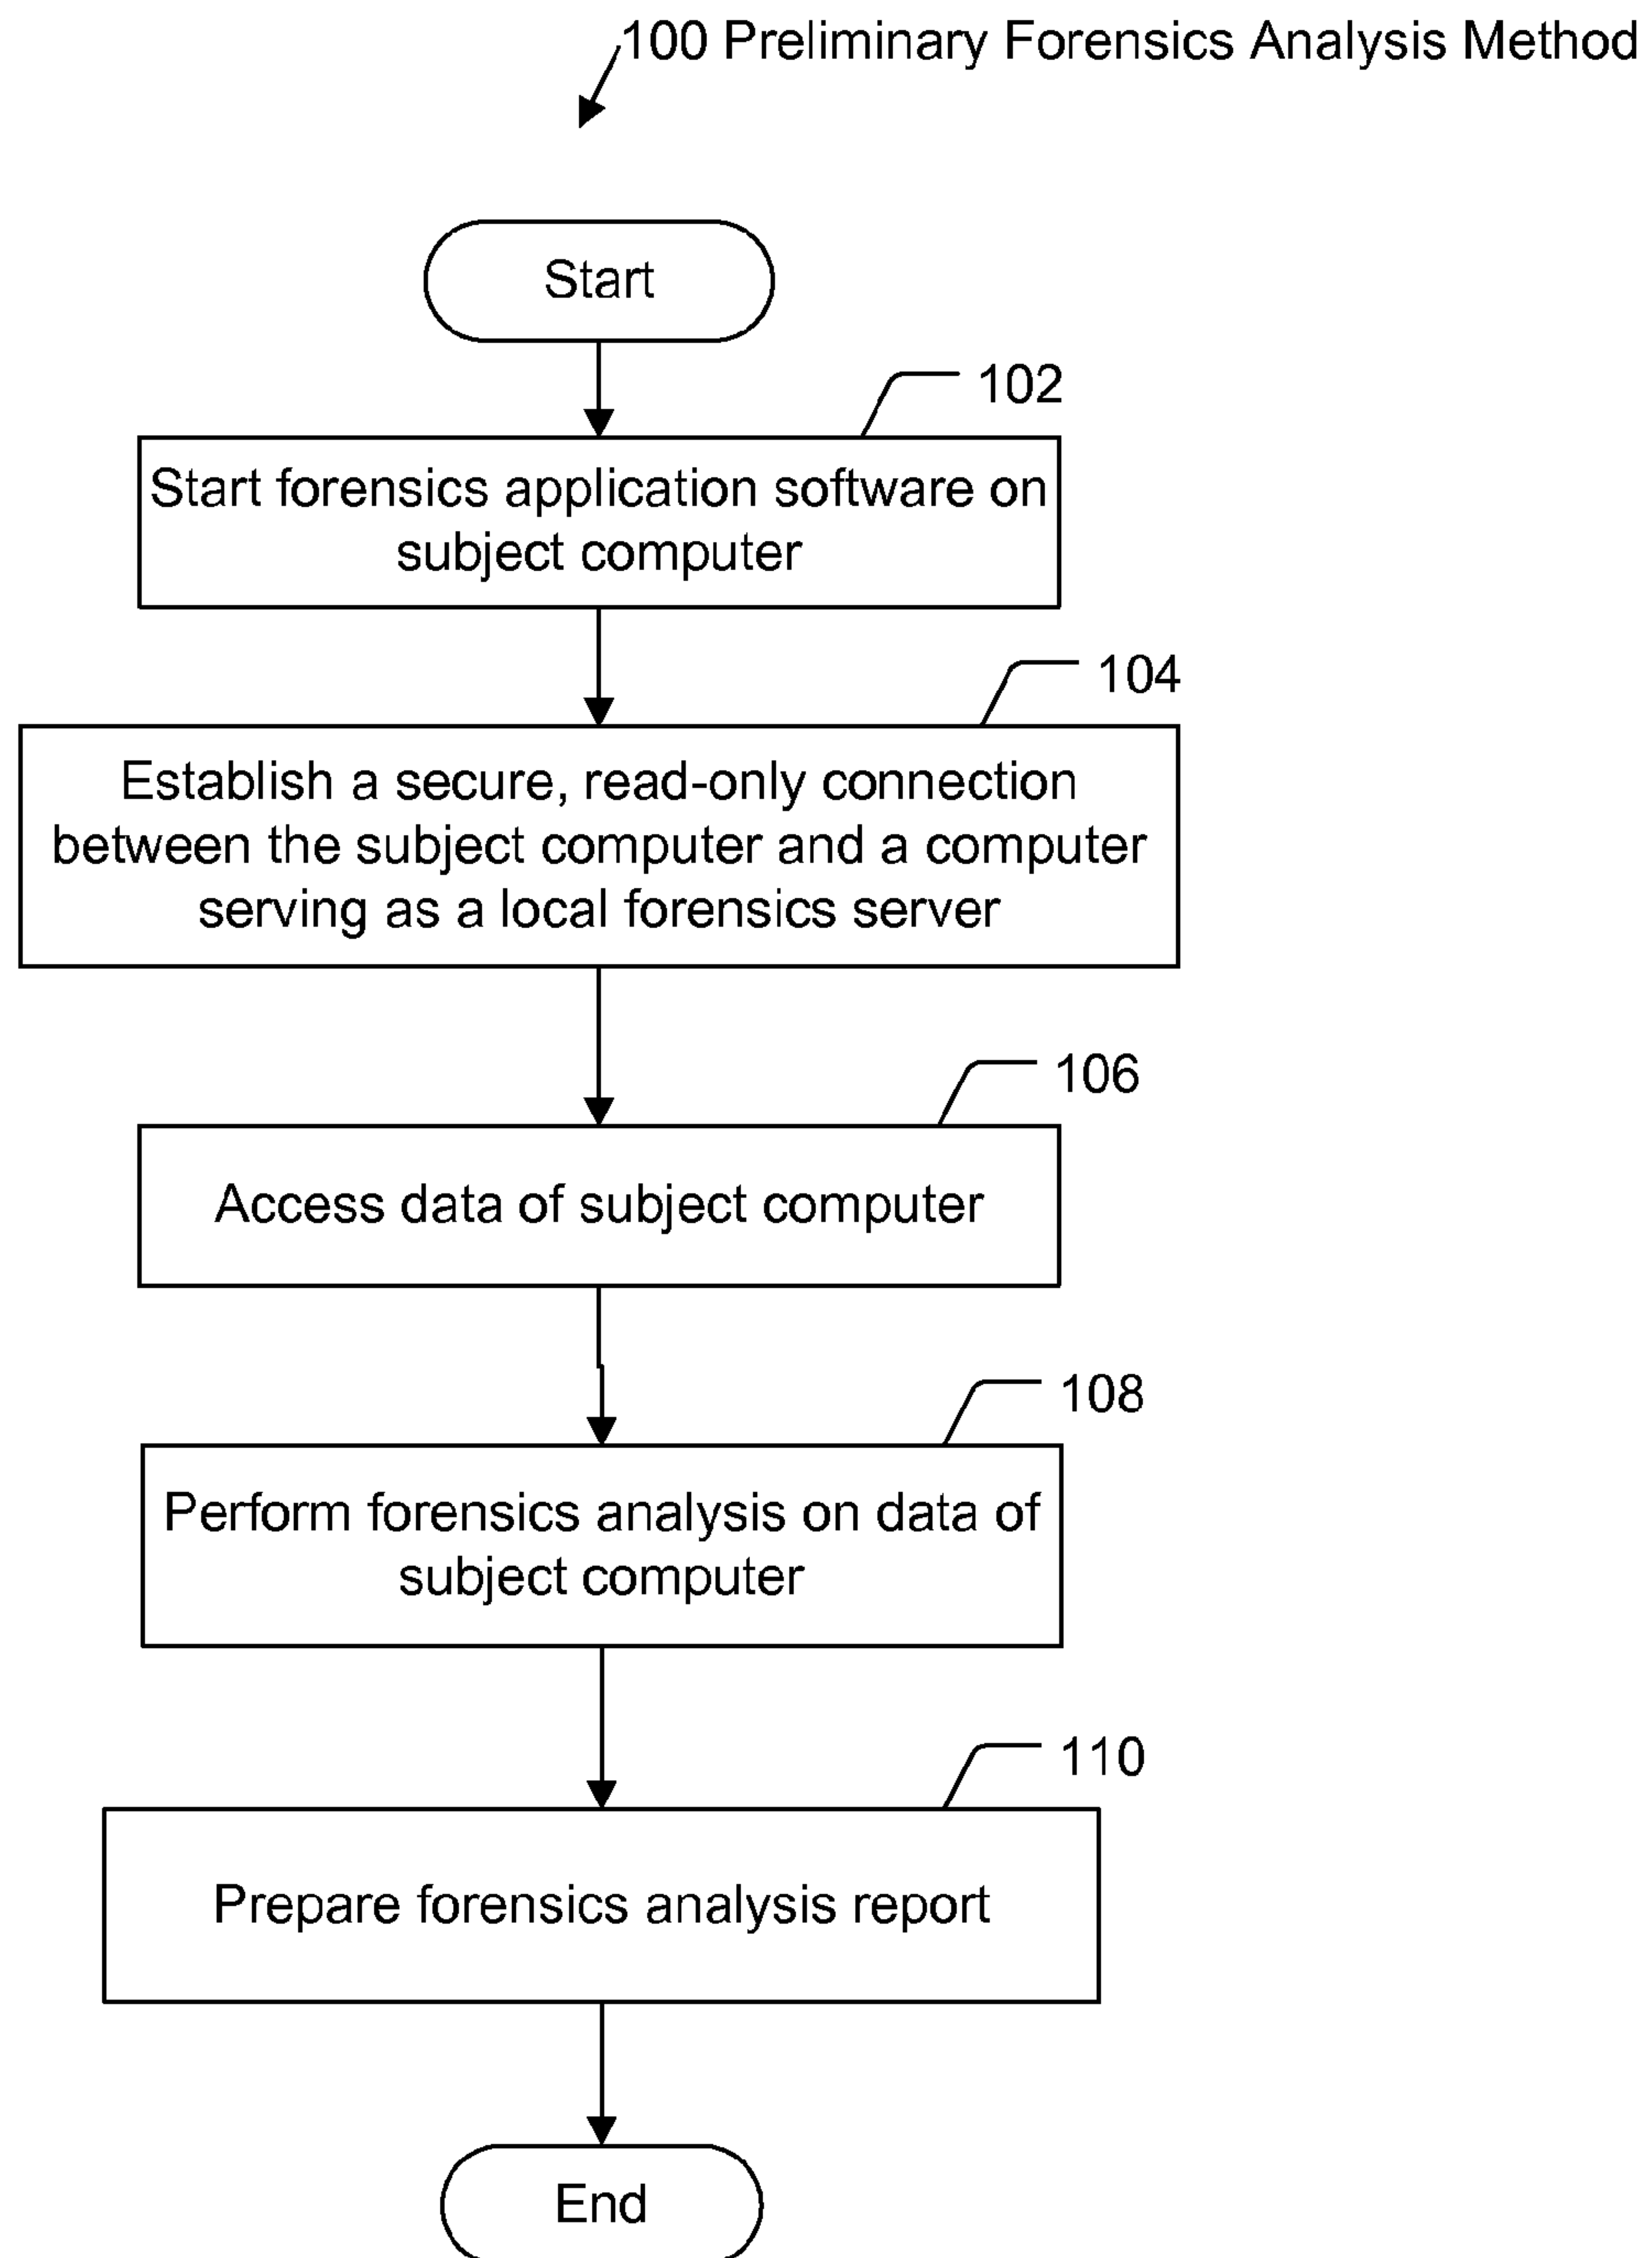 100 Preliminary Forensics Analysis Method
Start
102
Start forensics application software on
subject computer
104
Establish a secure, read-only connection
between the subject computer and a computer
serving as a local forensics server
106
Access data of subject computer
108
Perform forensics analysis on data of
subject computer
110
Prepare forensics analysis report
End